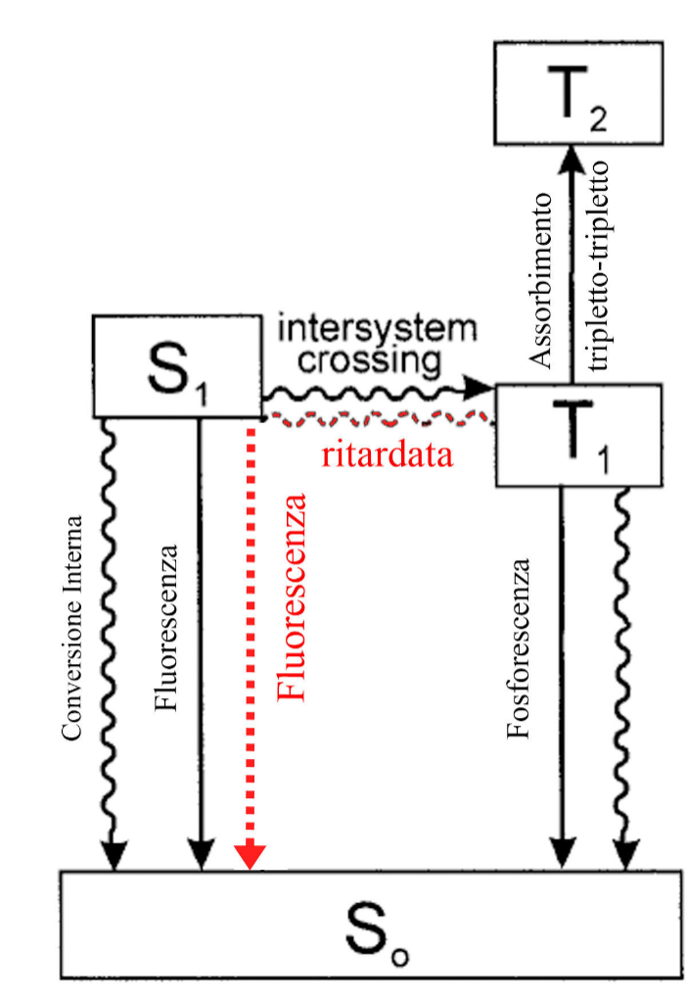 T2
Assorbimento
tripletto-tripletto
S1
intersystem
crossing
T1
ritardata
Conversione Interna
Fluorescenza
Fluorescenza
Fosforescenza
So